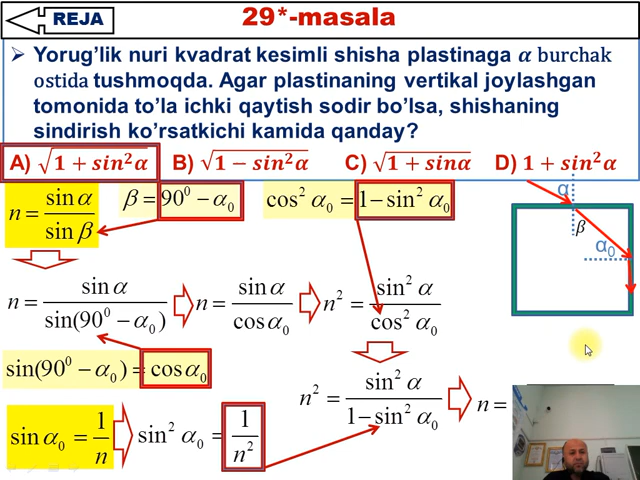 REJA
29*-masala
➢ Yorug’lik nuri kvadrat kesimli shisha plastinaga α burchak
ostida tushmoqda. Agar plastinaning vertikal joylashgan
tomonida to’la ichki qaytish sodir bo’lsa, shishaning
sindirish ko’rsatkichi kamida qanday?
A) √(1 + sin²α) B) √(1 − sin²α) C) √(1 + sinα) D) 1 + sin²α
n = sin α / sin β
β = 90⁰ − α₀
cos² α₀ = 1 − sin² α₀
α
β
α₀
n = sin α / sin(90⁰ − α₀)
n = sin α / cos α₀
n² = sin² α / cos² α₀
sin(90⁰ − α₀) = cos α₀
n² = sin² α / (1 − sin² α₀)
n =
sin α₀ = 1/n
sin² α₀ = 1/n²